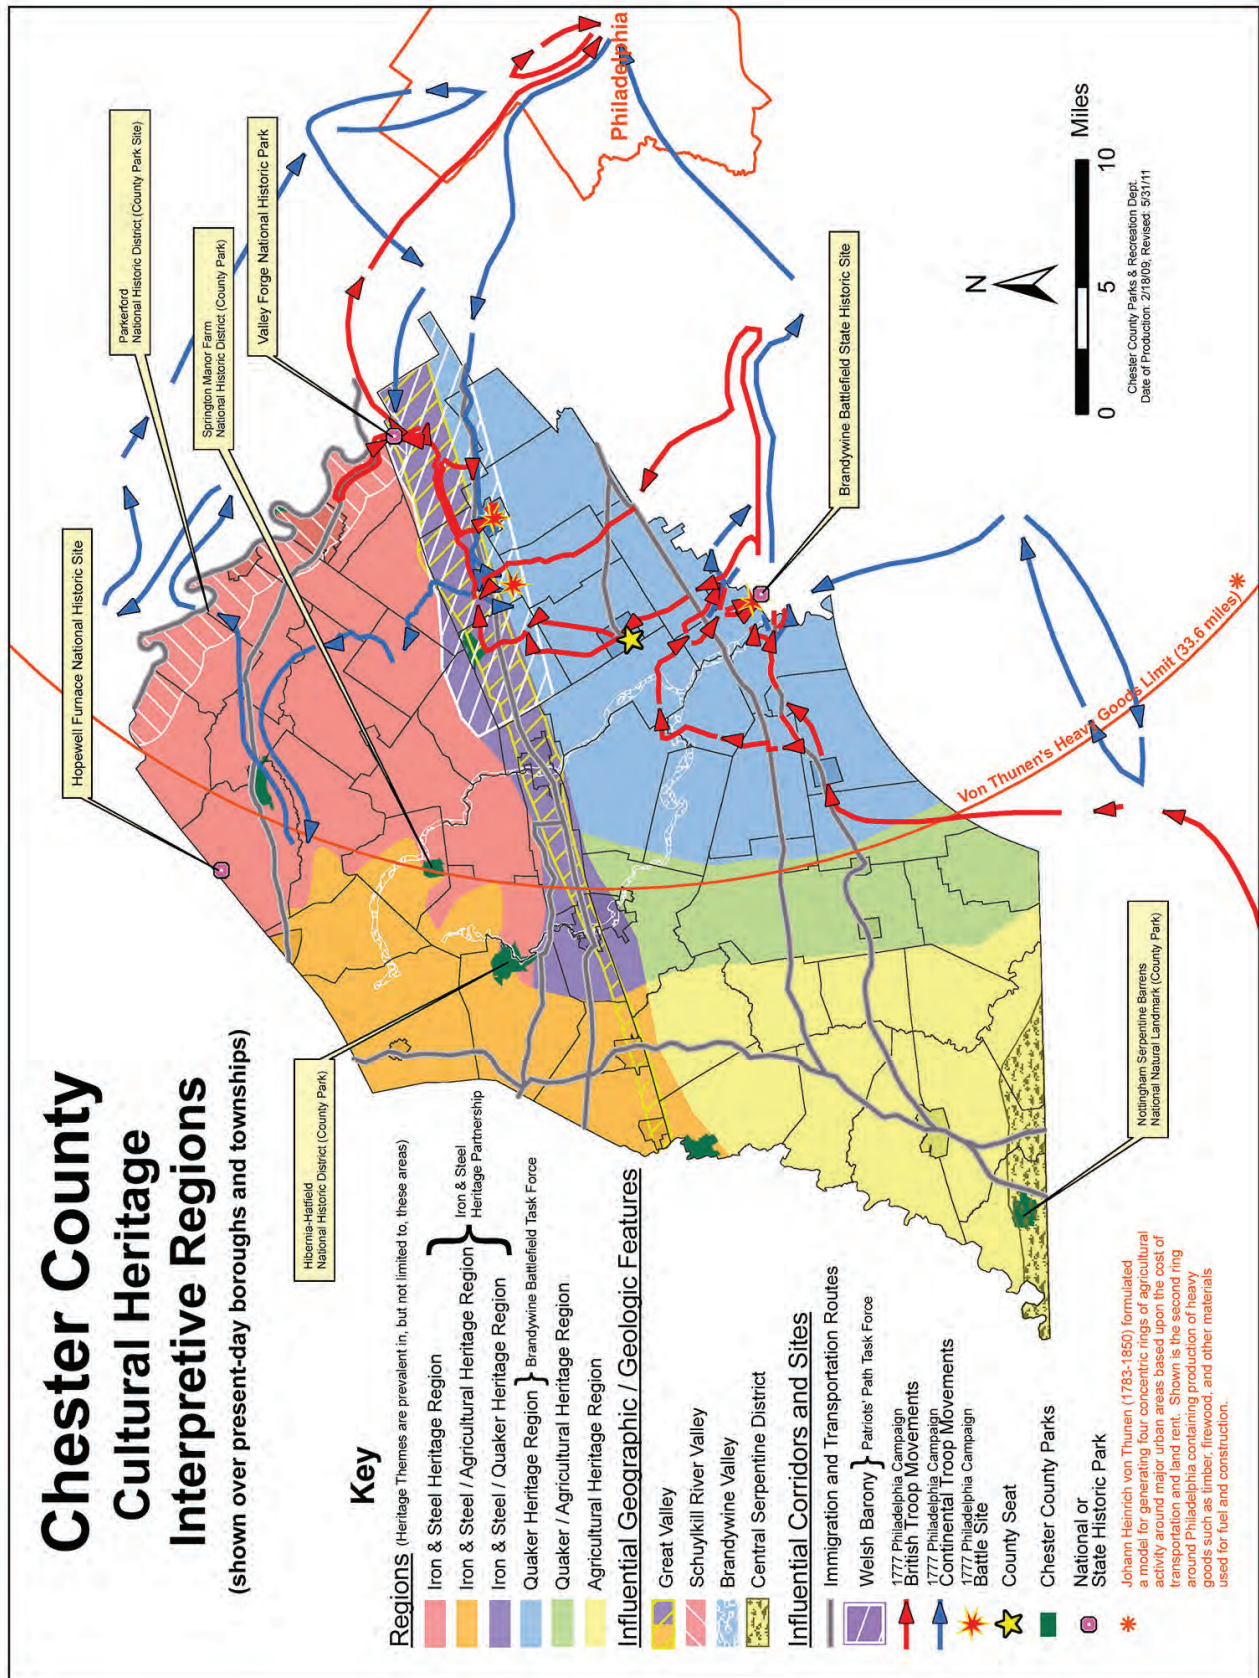 Chester County
Cultural Heritage
Interpretive Regions
(shown over present-day boroughs and townships)
Key
Regions (Heritage Themes are prevalent in, but not limited to, these areas)
Iron & Steel Heritage Region
Iron & Steel / Agricultural Heritage Region
Iron & Steel / Quaker Heritage Region
} Iron & Steel
Heritage Partnership
Quaker Heritage Region } Brandywine Battlefield Task Force
Quaker / Agricultural Heritage Region
Agricultural Heritage Region
Influential Geographic / Geologic Features
Great Valley
Schuylkill River Valley
Brandywine Valley
Central Serpentine District
Influential Corridors and Sites
Immigration and Transportation Routes
Welsh Barony } Patriots' Path Task Force
1777 Philadelphia Campaign
British Troop Movements
1777 Philadelphia Campaign
Continental Troop Movements
1777 Philadelphia Campaign
Battle Site
County Seat
Chester County Parks
National or
State Historic Park
Johann Heinrich von Thunen (1783-1850) formulated
a model for generating four concentric rings of agricultural
activity around major urban areas based upon the cost of
transportation and land rent. Shown is the second ring
around Philadelphia containing production of heavy
goods such as timber, firewood, and other materials
used for fuel and construction.
Hibernia-Hatfield
National Historic District (County Park)
Hopewell Furnace National Historic Site
Parkerford
National Historic District (County Park Site)
Springton Manor Farm
National Historic District (County Park)
Valley Forge National Historic Park
Philadelphia
Brandywine Battlefield State Historic Site
Nottingham Serpentine Barrens
National Natural Landmark (County Park)
Von Thunen's Heavy Goods Limit (33.6 miles) *
N
0 5 10 Miles
Chester County Parks & Recreation Dept.
Date of Production: 2/18/09, Revised: 5/31/11